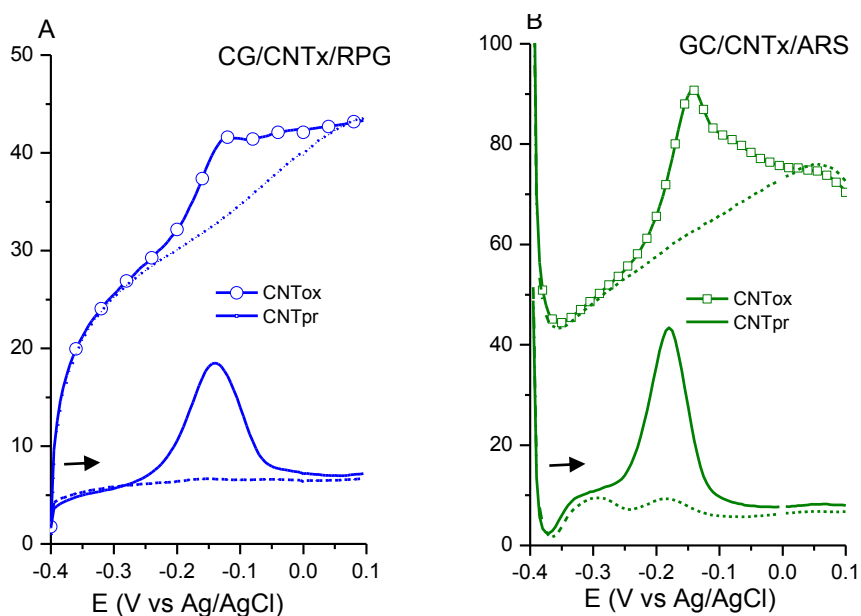 A
CG/CNTx/RPG
50
40
30
20
10
0
CNTox
CNTpr
-0.4 -0.3 -0.2 -0.1 0.0 0.1
E (V vs Ag/AgCl)
B
GC/CNTx/ARS
100
80
60
40
20
0
CNTox
CNTpr
-0.4 -0.3 -0.2 -0.1 0.0 0.1
E (V vs Ag/AgCl)